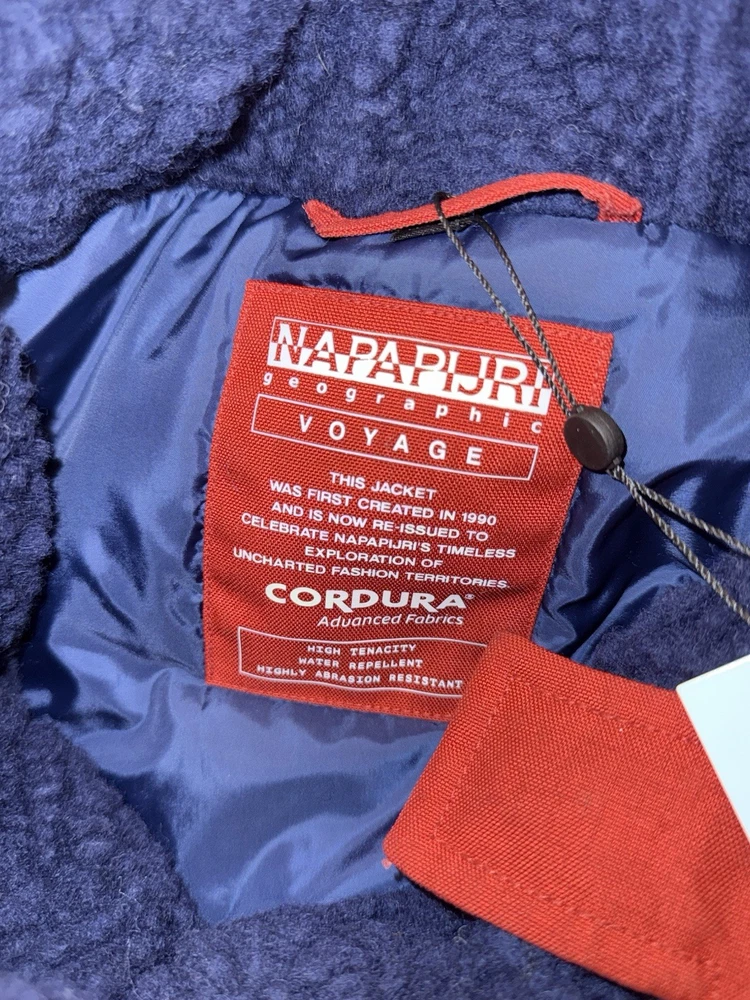 NAPAPIJRI
geographic
VOYAGE
THIS JACKET
WAS FIRST CREATED IN 1990
AND IS NOW RE-ISSUED TO
CELEBRATE NAPAPIJRI'S TIMELESS
EXPLORATION OF
UNCHARTED FASHION TERRITORIES.
CORDURA®
Advanced Fabrics
HIGH TENACITY
WATER REPELLENT
HIGHLY ABRASION RESISTANT